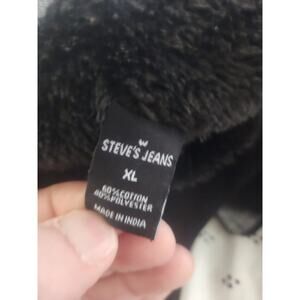 STEVE'S JEANS
XL
60%COTTON
40%POLYESTER
MADE IN INDIA